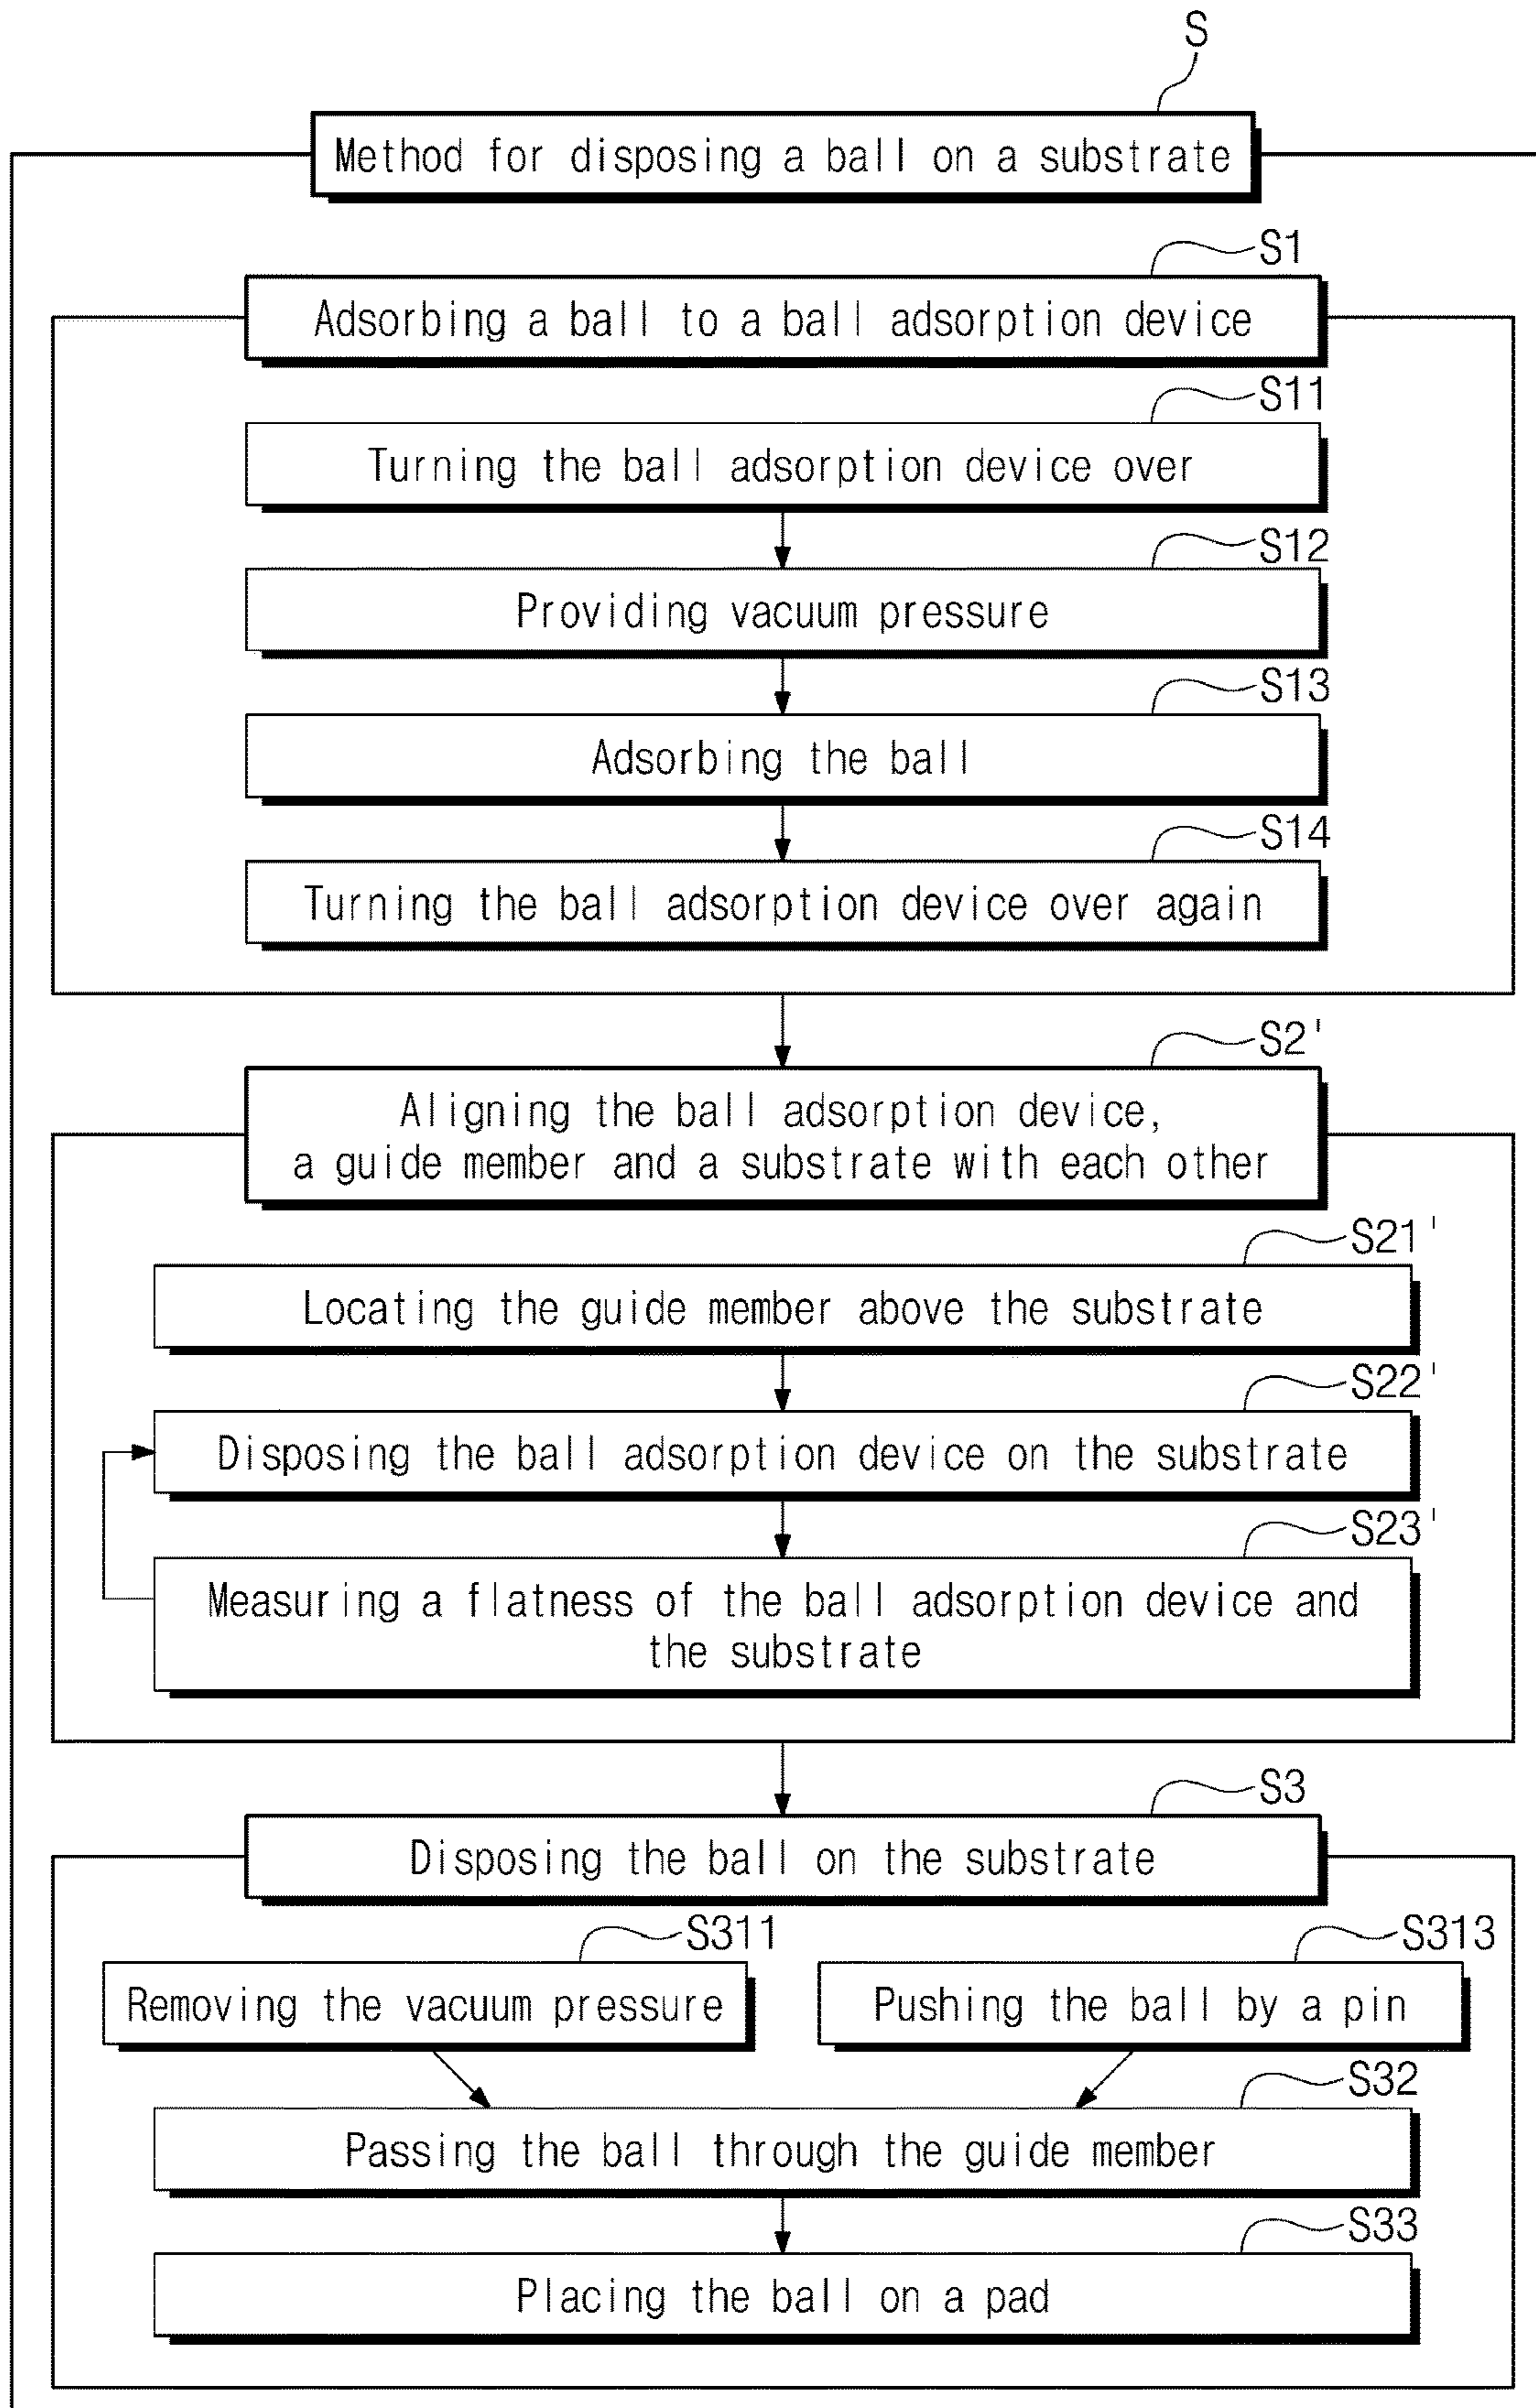 S
Method for disposing a ball on a substrate
S1
Adsorbing a ball to a ball adsorption device
S11
Turning the ball adsorption device over
S12
Providing vacuum pressure
S13
Adsorbing the ball
S14
Turning the ball adsorption device over again
S2'
Aligning the ball adsorption device,
a guide member and a substrate with each other
S21'
Locating the guide member above the substrate
S22'
Disposing the ball adsorption device on the substrate
S23'
Measuring a flatness of the ball adsorption device and
the substrate
S3
Disposing the ball on the substrate
S311
Removing the vacuum pressure
S313
Pushing the ball by a pin
S32
Passing the ball through the guide member
S33
Placing the ball on a pad